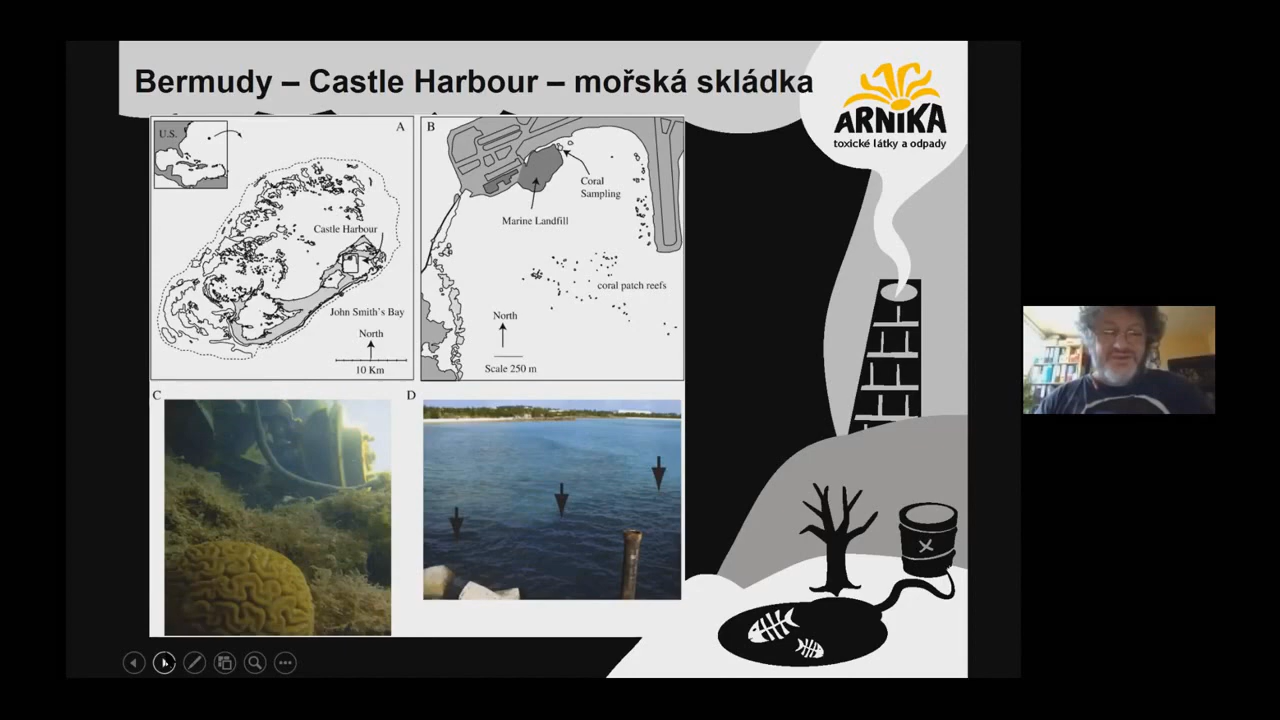 Bermudy – Castle Harbour – mořská skládka
ARNIKA
toxické látky a odpady
U.S.
A
Castle Harbour
John Smith's Bay
North
10 Km
B
Coral
Sampling
Marine Landfill
coral patch reefs
North
Scale 250 m
C
D